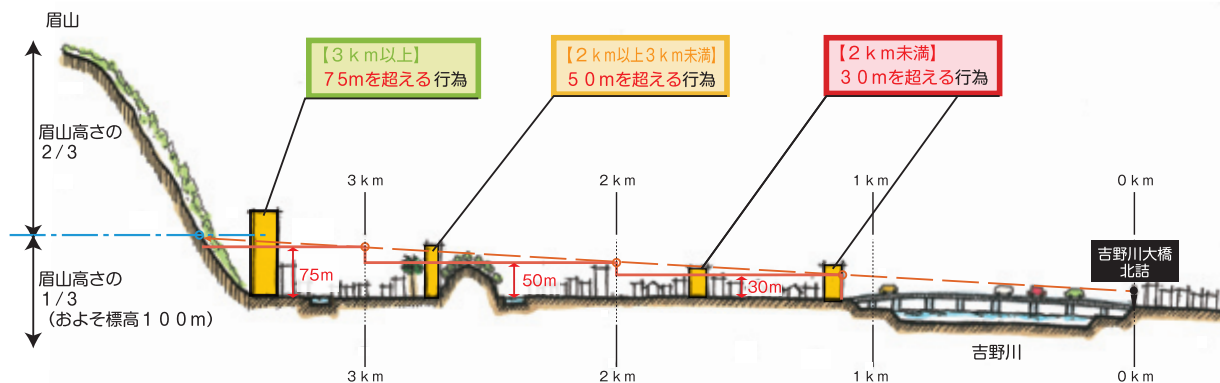 眉山
【3km以上】
75mを超える行為
【2km以上3km未満】
50mを超える行為
【2km未満】
30mを超える行為
眉山高さの
2/3
3km
2km
1km
0km
吉野川大橋
北詰
75m
50m
30m
眉山高さの
1/3
(およそ標高100m)
吉野川
3km
2km
1km
0km